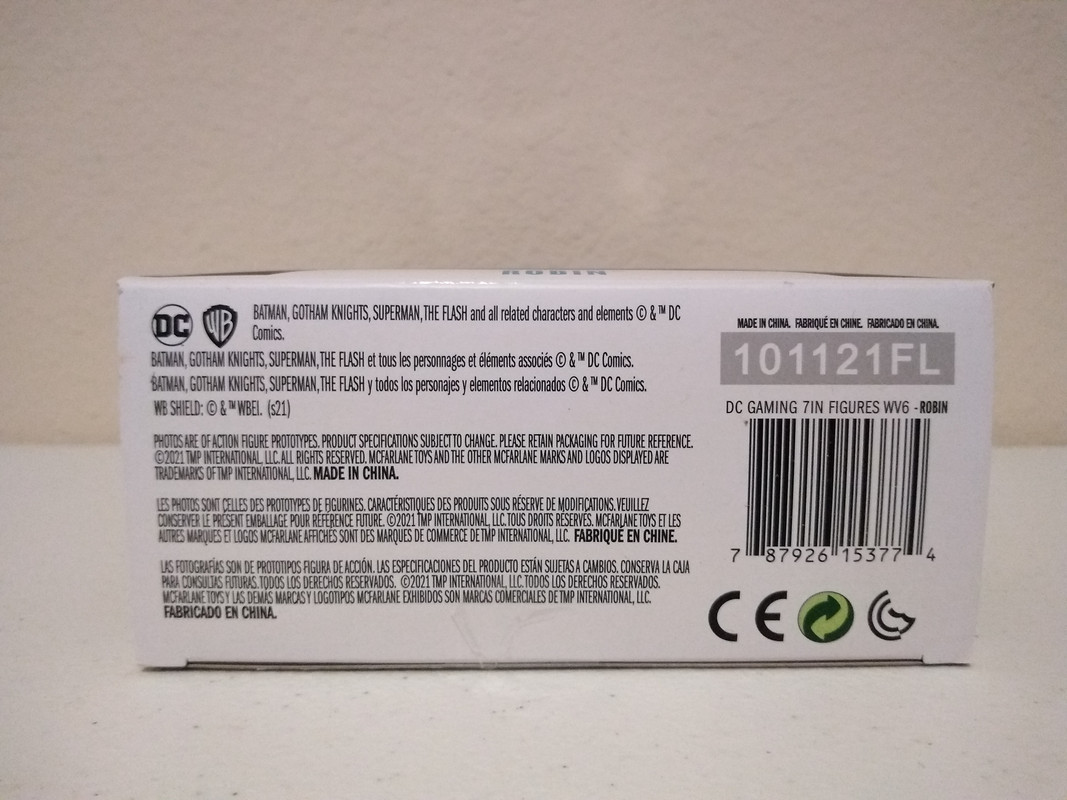 ROBIN
DC WB BATMAN, GOTHAM KNIGHTS, SUPERMAN, THE FLASH and all related characters and elements © & ™ DC
Comics.
BATMAN, GOTHAM KNIGHTS, SUPERMAN, THE FLASH et tous les personnages et éléments associés © & ™ DC Comics.
BATMAN, GOTHAM KNIGHTS, SUPERMAN, THE FLASH y todos los personajes y elementos relacionados © & ™ DC Comics.
WB SHIELD: © & ™ WBEI. (s21)
PHOTOS ARE OF ACTION FIGURE PROTOTYPES. PRODUCT SPECIFICATIONS SUBJECT TO CHANGE. PLEASE RETAIN PACKAGING FOR FUTURE REFERENCE.
©2021 TMP INTERNATIONAL, LLC. ALL RIGHTS RESERVED. MCFARLANE TOYS AND THE OTHER MCFARLANE MARKS AND LOGOS DISPLAYED ARE
TRADEMARKS OF TMP INTERNATIONAL, LLC. MADE IN CHINA.
LES PHOTOS SONT CELLES DES PROTOTYPES DE FIGURINES. CARACTÉRISTIQUES DES PRODUITS SOUS RÉSERVE DE MODIFICATIONS. VEUILLEZ
CONSERVER LE PRÉSENT EMBALLAGE POUR RÉFÉRENCE FUTURE. ©2021 TMP INTERNATIONAL, LLC. TOUS DROITS RÉSERVÉS. MCFARLANE TOYS ET LES
AUTRES MARQUES ET LOGOS MCFARLANE AFFICHÉS SONT DES MARQUES DE COMMERCE DE TMP INTERNATIONAL, LLC. FABRIQUÉ EN CHINE.
LAS FOTOGRAFÍAS SON DE PROTOTIPOS FIGURA DE ACCIÓN. LAS ESPECIFICACIONES DEL PRODUCTO ESTÁN SUJETAS A CAMBIOS. CONSERVA LA CAJA
PARA CONSULTAS FUTURAS. TODOS LOS DERECHOS RESERVADOS. ©2021 TMP INTERNATIONAL, LLC. TODOS LOS DERECHOS RESERVADOS.
MCFARLANE TOYS Y LAS DEMÁS MARCAS Y LOGOTIPOS MCFARLANE EXHIBIDOS SON MARCAS COMERCIALES DE TMP INTERNATIONAL, LLC.
FABRICADO EN CHINA.
MADE IN CHINA. FABRIQUÉ EN CHINE. FABRICADO EN CHINA.
101121FL
DC GAMING 7IN FIGURES WV6 - ROBIN
7 87926 15377 4
CE